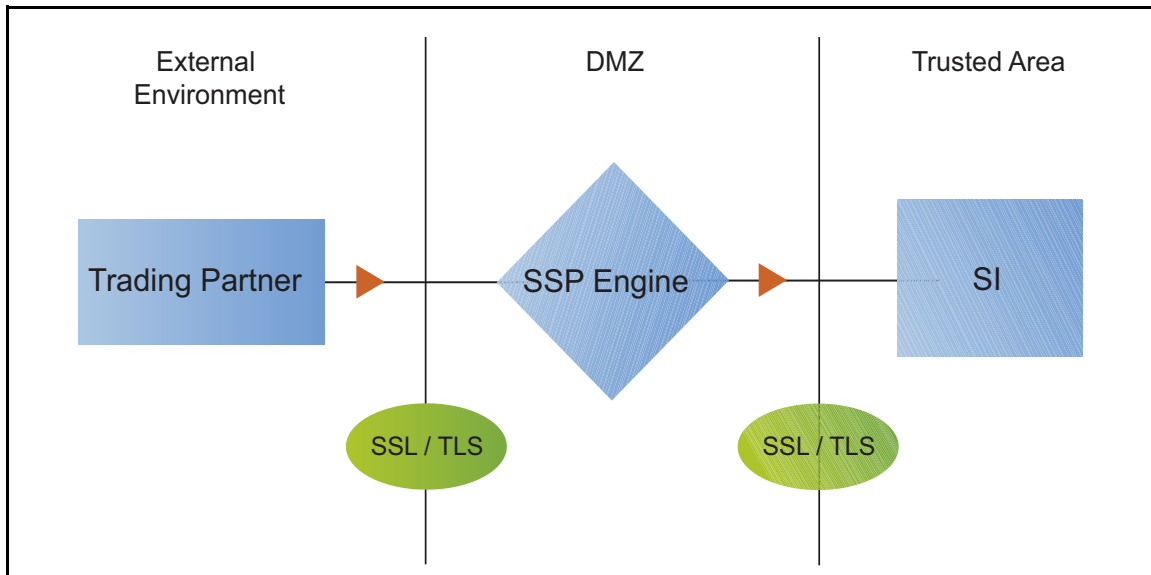 External
Environment
DMZ
Trusted Area
Trading Partner
SSP Engine
SI
SSL / TLS
SSL / TLS